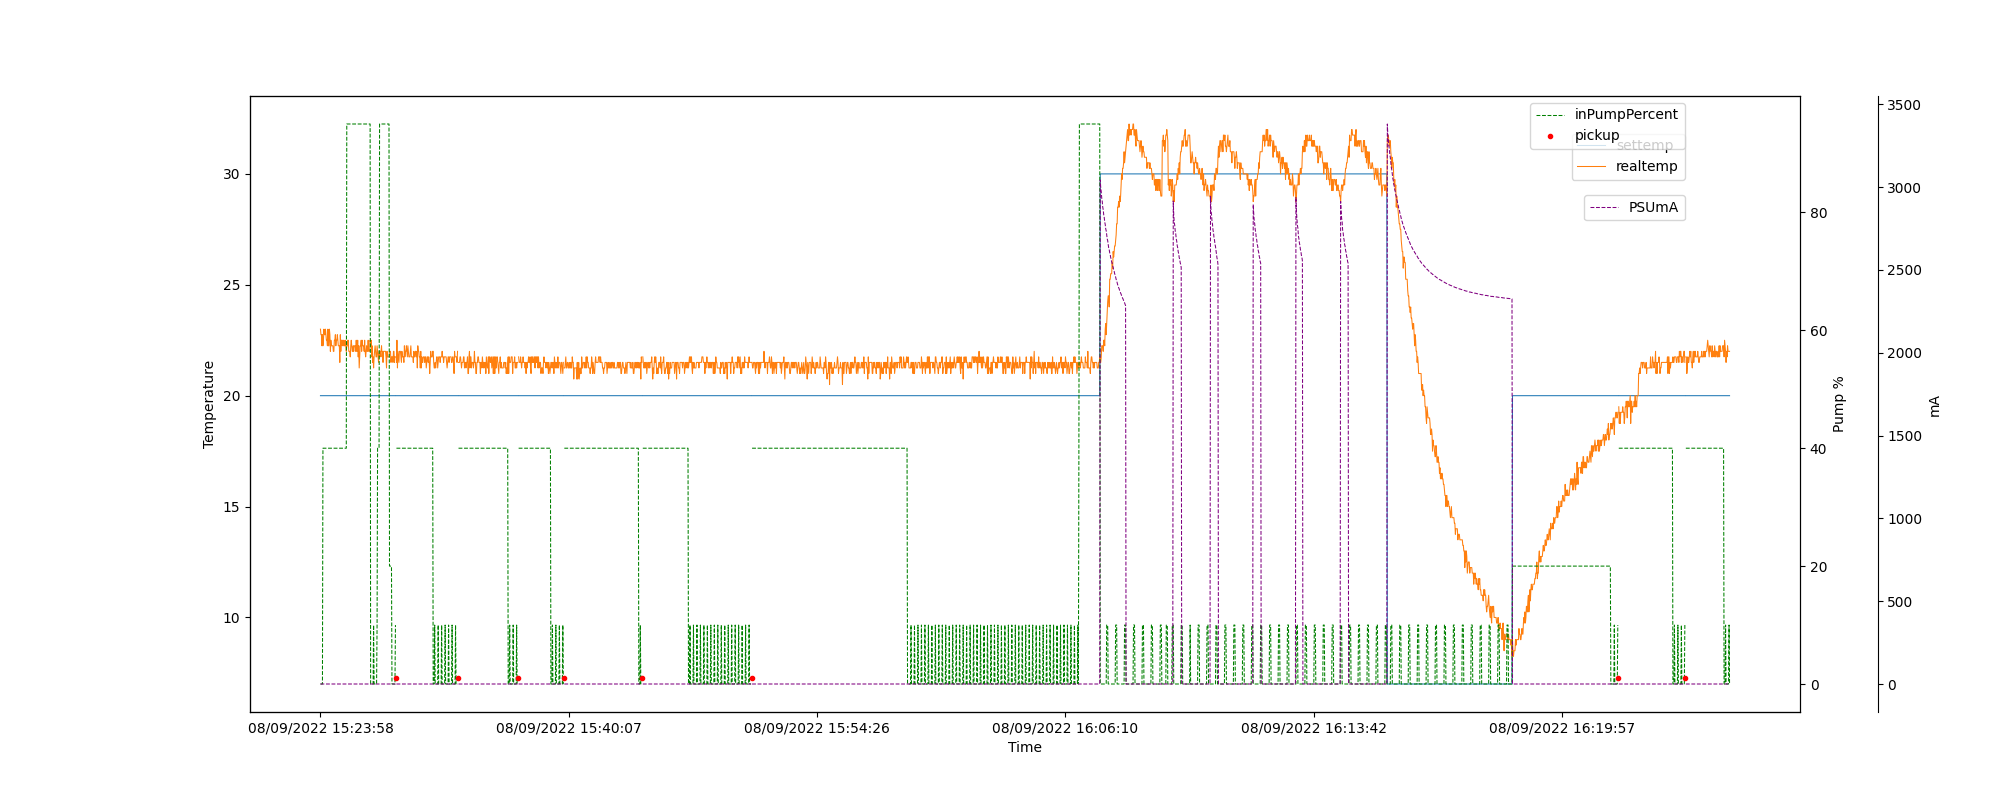 inPumpPercent
pickup
settemp
realtemp
PSUmA
30
25
20
15
10
Temperature
80
60
40
20
0
Pump %
3500
3000
2500
2000
1500
1000
500
0
mA
08/09/2022 15:23:58
08/09/2022 15:40:07
08/09/2022 15:54:26
08/09/2022 16:06:10
08/09/2022 16:13:42
08/09/2022 16:19:57
Time